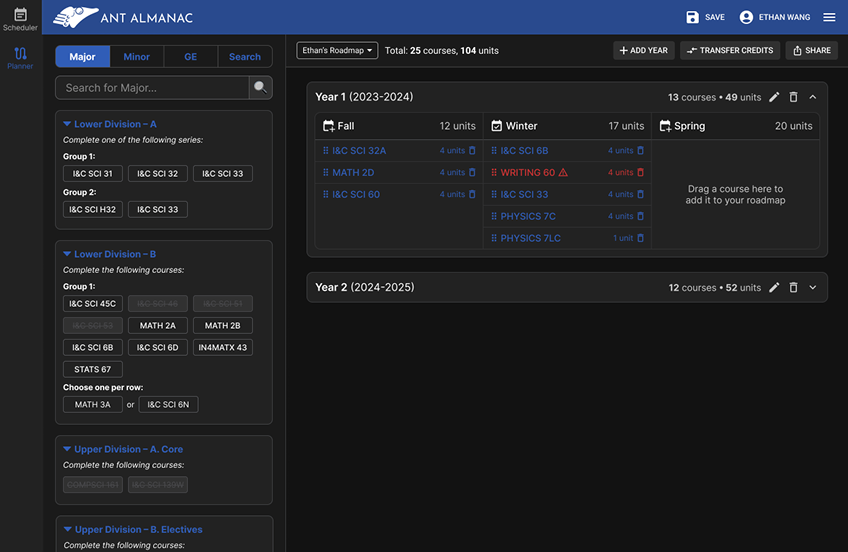 Scheduler
Planner
ANT ALMANAC
SAVE
ETHAN WANG
Major
Minor
GE
Search
Search for Major...
Lower Division – A
Complete one of the following series:
Group 1:
I&C SCI 31
I&C SCI 32
I&C SCI 33
Group 2:
I&C SCI H32
I&C SCI 33
Lower Division – B
Complete the following courses:
Group 1:
I&C SCI 45C
I&C SCI 46
I&C SCI 51
I&C SCI 53
MATH 2A
MATH 2B
I&C SCI 6B
I&C SCI 6D
IN4MATX 43
STATS 67
Choose one per row:
MATH 3A or I&C SCI 6N
Upper Division – A. Core
Complete the following courses:
COMPSCI 161
I&C SCI 139W
Upper Division – B. Electives
Complete the following courses:
Ethan's Roadmap
Total: 25 courses, 104 units
ADD YEAR
TRANSFER CREDITS
SHARE
Year 1 (2023-2024)
13 courses • 49 units
Fall 12 units
I&C SCI 32A 4 units
MATH 2D 4 units
I&C SCI 60 4 units
Winter 17 units
I&C SCI 6B 4 units
WRITING 60 4 units
I&C SCI 33 4 units
PHYSICS 7C 4 units
PHYSICS 7LC 1 unit
Spring 20 units
Drag a course here to
add it to your roadmap
Year 2 (2024-2025)
12 courses • 52 units